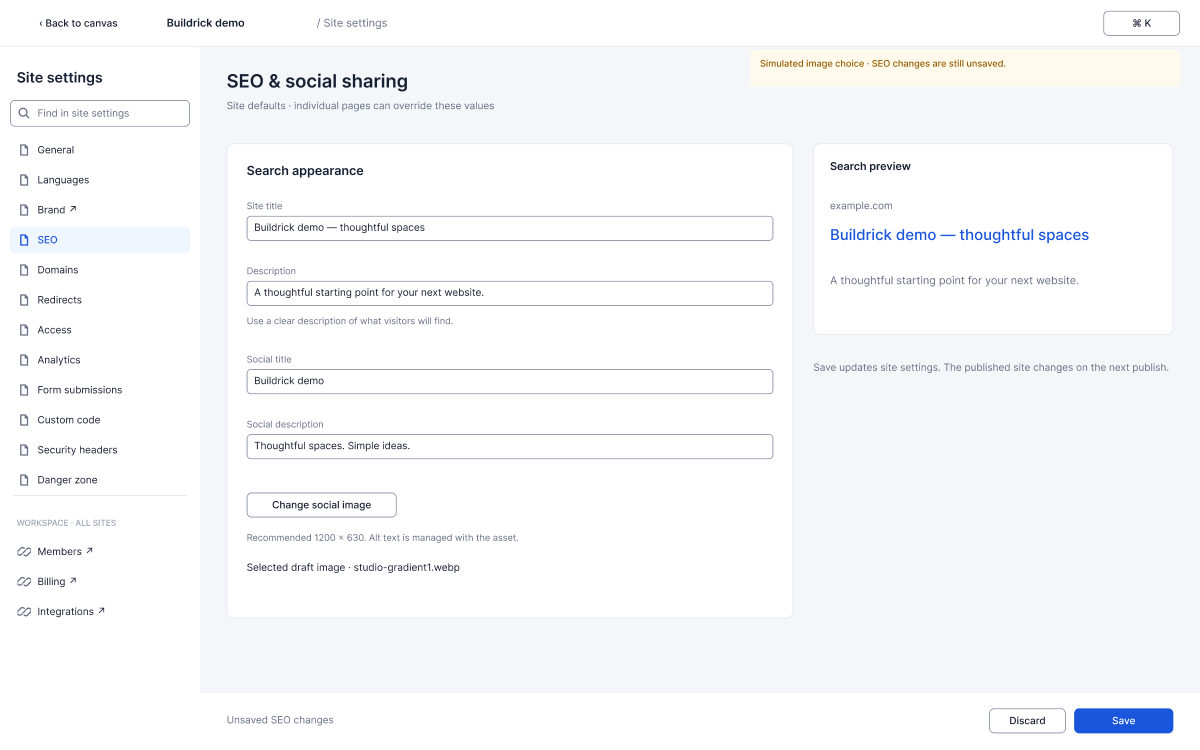 ‹ Back to canvas
Buildrick demo
/ Site settings
⌘ K
Site settings
Find in site settings
General
Languages
Brand ↗
SEO
Domains
Redirects
Access
Analytics
Form submissions
Custom code
Security headers
Danger zone
WORKSPACE · ALL SITES
Members ↗
Billing ↗
Integrations ↗
Simulated image choice · SEO changes are still unsaved.
SEO & social sharing
Site defaults · individual pages can override these values
Search appearance
Site title
Buildrick demo — thoughtful spaces
Description
A thoughtful starting point for your next website.
Use a clear description of what visitors will find.
Social title
Buildrick demo
Social description
Thoughtful spaces. Simple ideas.
Change social image
Recommended 1200 × 630. Alt text is managed with the asset.
Selected draft image · studio-gradient1.webp
Search preview
example.com
Buildrick demo — thoughtful spaces
A thoughtful starting point for your next website.
Save updates site settings. The published site changes on the next publish.
Unsaved SEO changes
Discard
Save